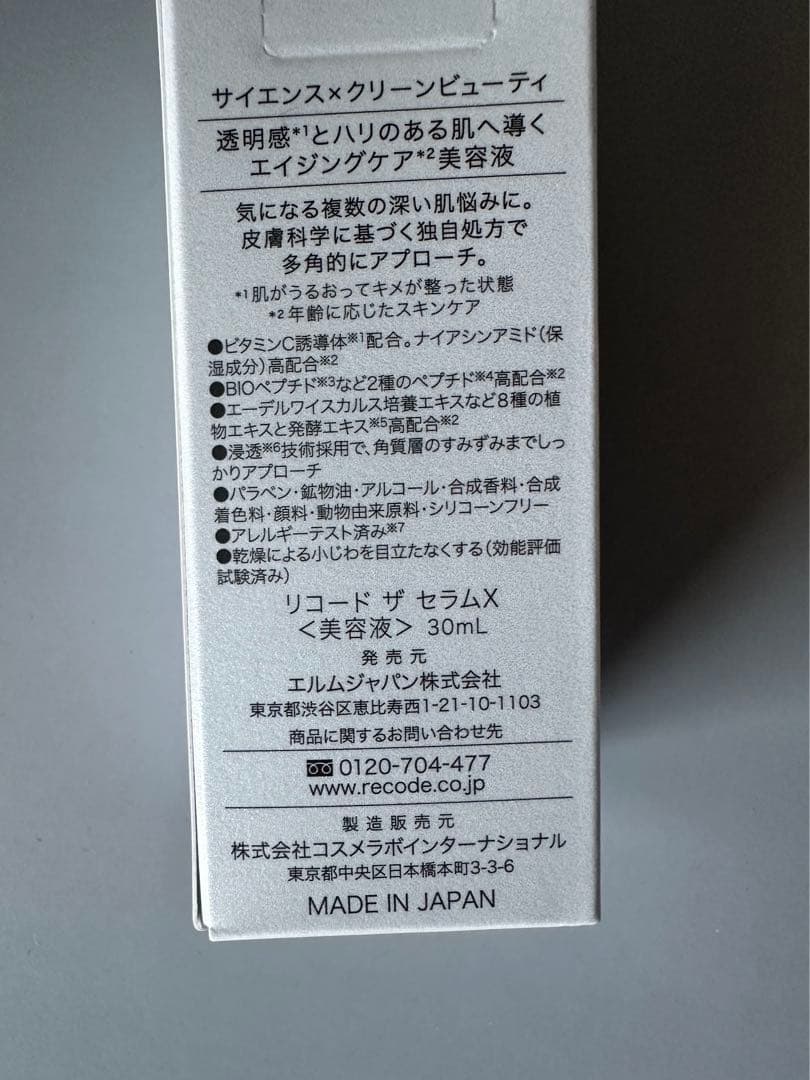 サイエンス×クリーンビューティ
透明感*1とハリのある肌へ導く
エイジングケア*2美容液
気になる複数の深い肌悩みに。
皮膚科学に基づく独自処方で
多角的にアプローチ。
*1肌がうるおってキメが整った状態
*2年齢に応じたスキンケア
●ビタミンC誘導体※1配合。ナイアシンアミド(保
湿成分)高配合※2
●BIOペプチド※3など2種のペプチド※4高配合※2
●エーデルワイスカルス培養エキスなど8種の植
物エキスと発酵エキス※5高配合※2
●浸透※6技術採用で、角質層のすみずみまでしっ
かりアプローチ
●パラベン・鉱物油・アルコール・合成香料・合成
着色料・顔料・動物由来原料・シリコーンフリー
●アレルギーテスト済み※7
●乾燥による小じわを目立たなくする(効能評価
試験済み)
リコード ザ セラムX
<美容液> 30mL
発売元
エルムジャパン株式会社
東京都渋谷区恵比寿西1-21-10-1103
商品に関するお問い合わせ先
0120-704-477
www.recode.co.jp
製造販売元
株式会社コスメラボインターナショナル
東京都中央区日本橋本町3-3-6
MADE IN JAPAN